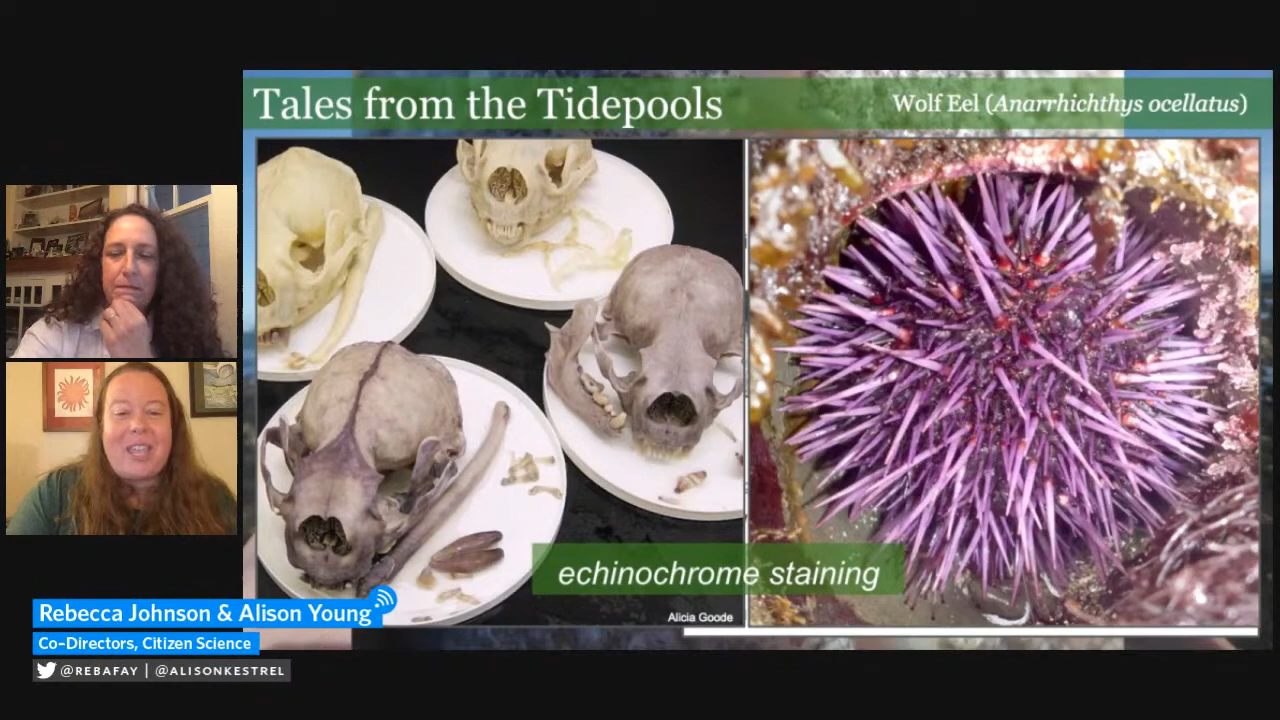 Tales from the Tidepools
Wolf Eel (Anarrhichthys ocellatus)
echinochrome staining
Alicia Goode
Rebecca Johnson & Alison Young
Co-Directors, Citizen Science
@REBAFAY | @ALISONKESTREL